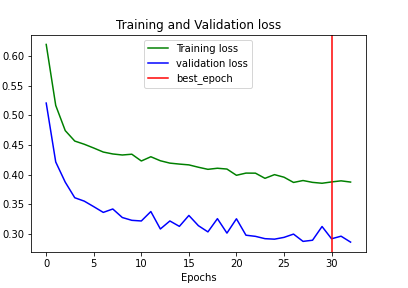 Training and Validation loss
Training loss
validation loss
best_epoch
0.60
0.55
0.50
0.45
0.40
0.35
0.30
0 5 10 15 20 25 30
Epochs